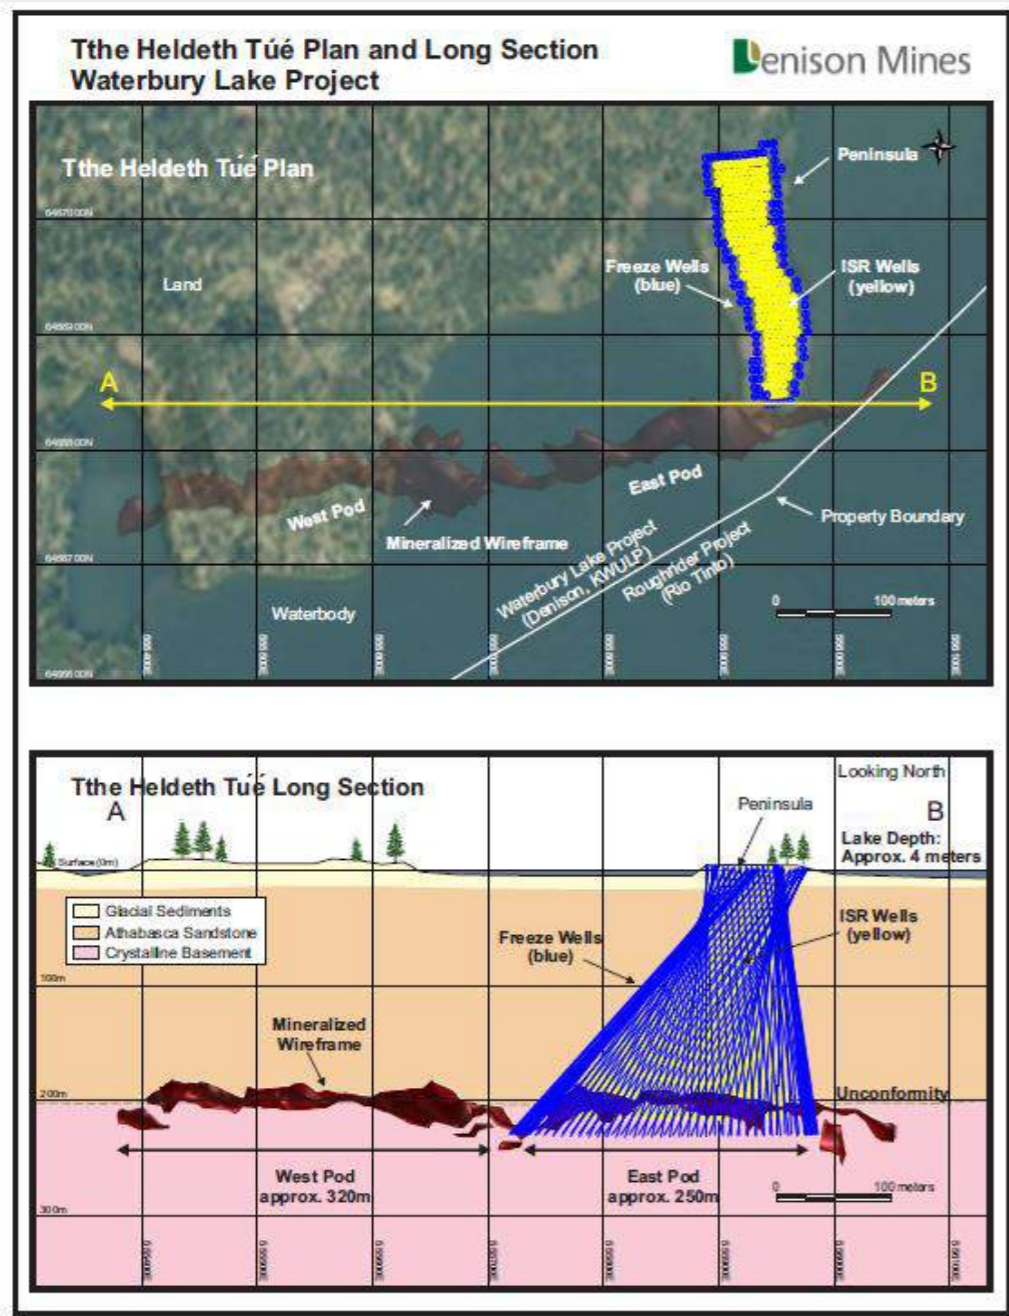 Tthe Heldeth Túé Plan and Long Section
Waterbury Lake Project
Denison Mines
Tthe Heldeth Túé Plan
Peninsula
Land
Freeze Wells
(blue)
ISR Wells
(yellow)
A
B
West Pod
East Pod
Mineralized Wireframe
Property Boundary
Waterbury Lake Project
(Denison, KWULP)
Roughrider Project
(Rio Tinto)
Waterbody
0 100 meters
Tthe Heldeth Túé Long Section
Looking North
A
Peninsula
B
Lake Depth:
Approx. 4 meters
Surface (0m)
Glacial Sediments
Athabasca Sandstone
Crystalline Basement
Freeze Wells
(blue)
ISR Wells
(yellow)
100m
Mineralized
Wireframe
200m
Unconformity
West Pod
approx. 320m
East Pod
approx. 250m
0 100 meters
300m